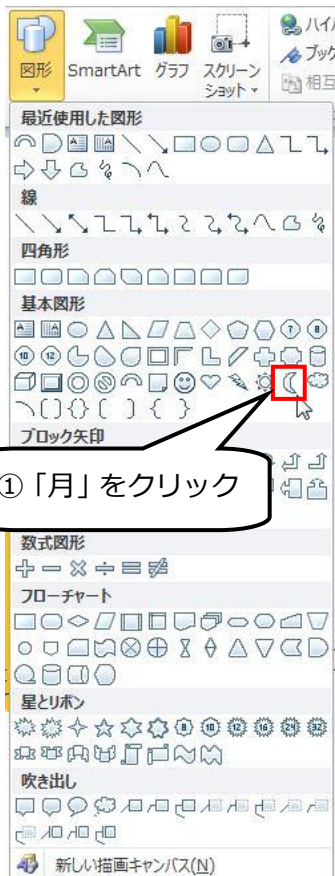 ハイ
ブック
相互
図形
SmartArt
グラフ
スクリーン
ショット
最近使用した図形
線
四角形
基本図形
ブロック矢印
①「月」をクリック
数式図形
フローチャート
星とリボン
吹き出し
新しい描画キャンバス(N)